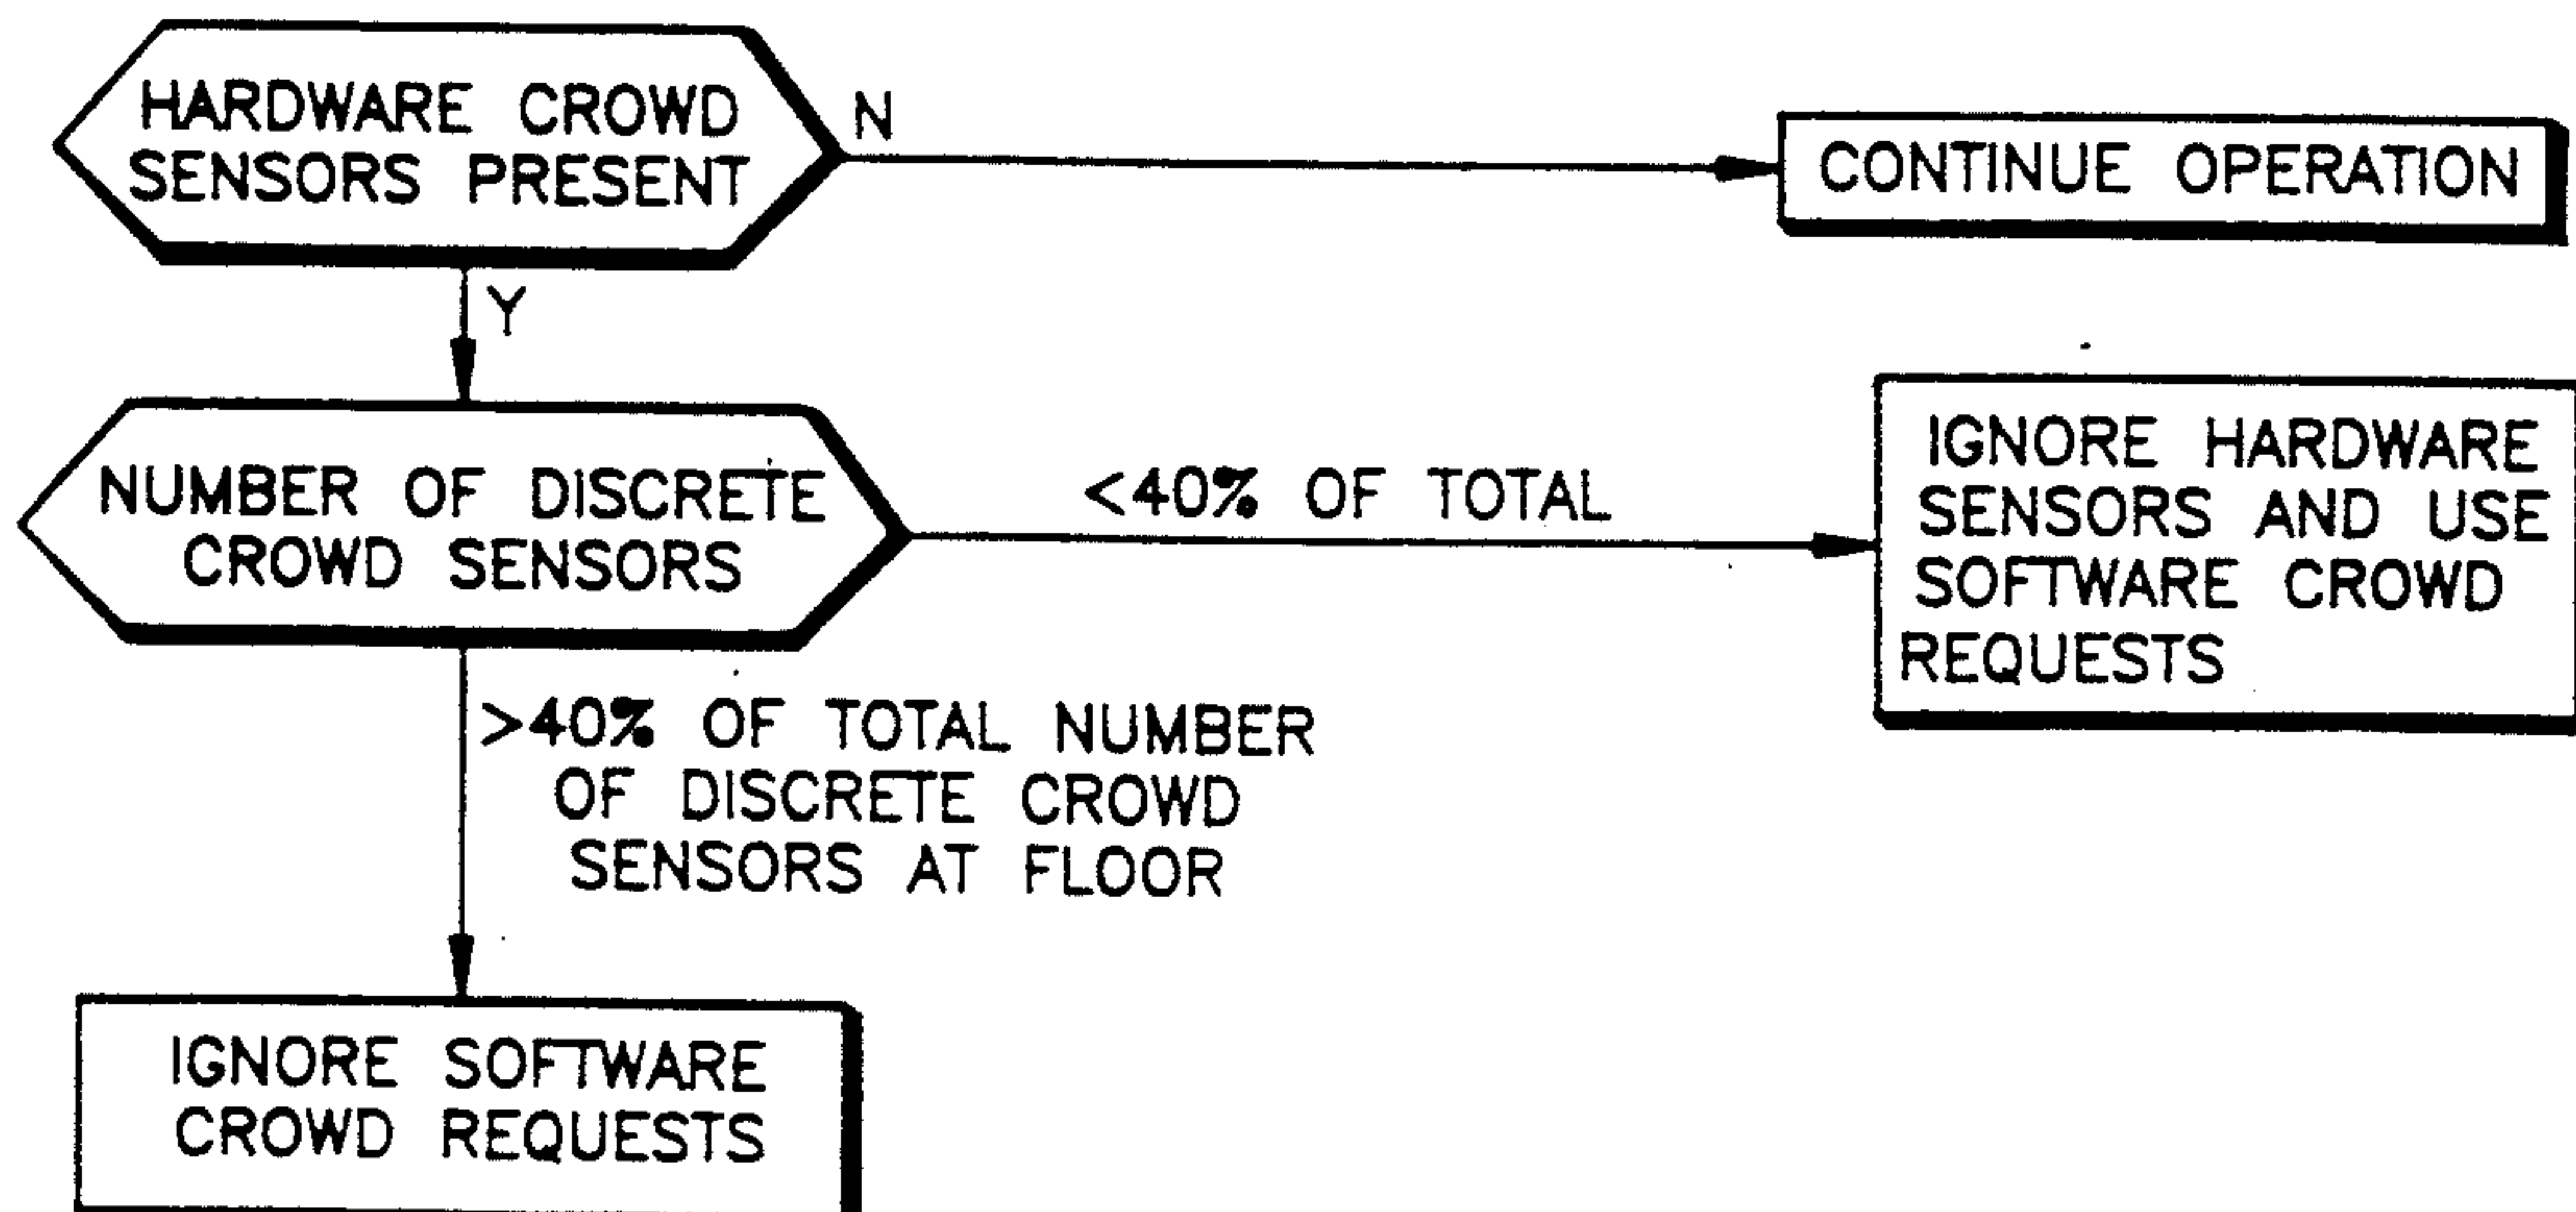 HARDWARE CROWD
SENSORS PRESENT
N
CONTINUE OPERATION
Y
NUMBER OF DISCRETE
CROWD SENSORS
<40% OF TOTAL
IGNORE HARDWARE
SENSORS AND USE
SOFTWARE CROWD
REQUESTS
>40% OF TOTAL NUMBER
OF DISCRETE CROWD
SENSORS AT FLOOR
IGNORE SOFTWARE
CROWD REQUESTS